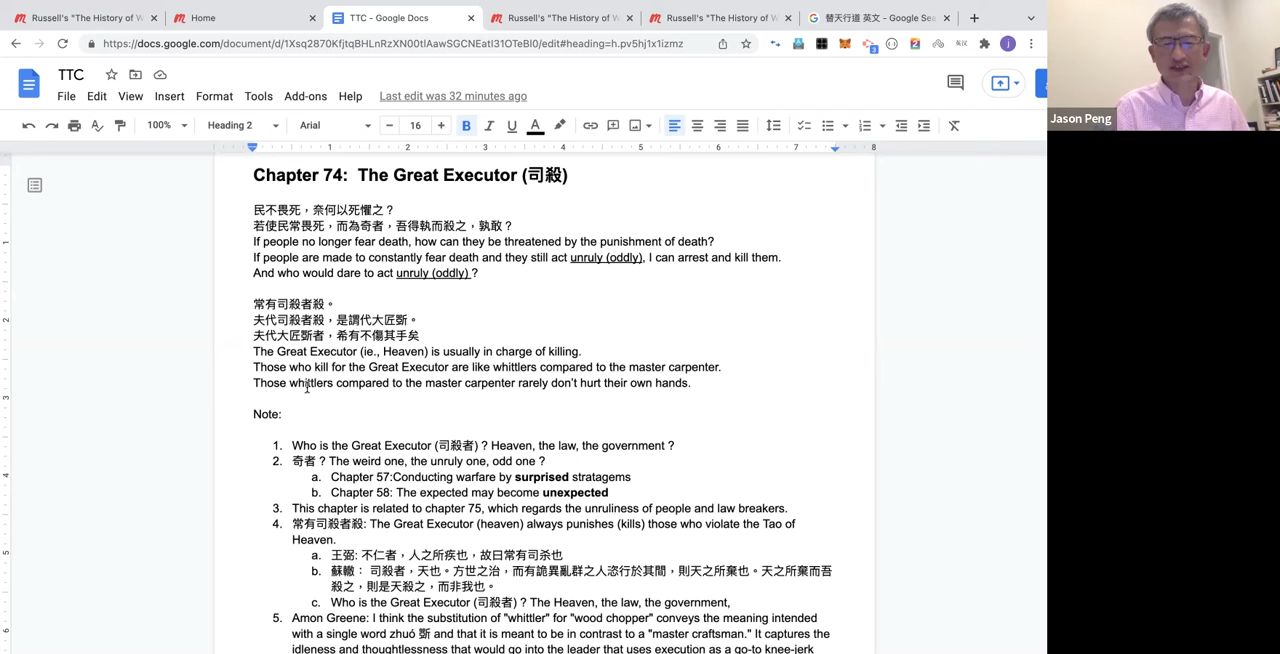 Russell's "The History of W
Home
TTC - Google Docs
Russell's "The History of W
Russell's "The History of W
替天行道 英文 - Google Sea
https://docs.google.com/document/d/1Xsq2870KfjtqBHLnRzXN00tlAawSGCNEatI31OTeBl0/edit#heading=h.pv5hj1x1izmz
TTC
File Edit View Insert Format Tools Add-ons Help Last edit was 32 minutes ago
100% Heading 2 Arial 16
1 2 3 4 5 6 7 8
Jason Peng
Chapter 74: The Great Executor (司殺)
民不畏死，奈何以死懼之？
若使民常畏死，而為奇者，吾得執而殺之，孰敢？
If people no longer fear death, how can they be threatened by the punishment of death?
If people are made to constantly fear death and they still act unruly (oddly), I can arrest and kill them.
And who would dare to act unruly (oddly) ?
常有司殺者殺。
夫代司殺者殺，是謂代大匠斲。
夫代大匠斲者，希有不傷其手矣
The Great Executor (ie., Heaven) is usually in charge of killing.
Those who kill for the Great Executor are like whittlers compared to the master carpenter.
Those whittlers compared to the master carpenter rarely don't hurt their own hands.
Note:
1. Who is the Great Executor (司殺者) ? Heaven, the law, the government ?
2. 奇者 ? The weird one, the unruly one, odd one ?
a. Chapter 57:Conducting warfare by surprised stratagems
b. Chapter 58: The expected may become unexpected
3. This chapter is related to chapter 75, which regards the unruliness of people and law breakers.
4. 常有司殺者殺: The Great Executor (heaven) always punishes (kills) those who violate the Tao of
Heaven.
a. 王弼: 不仁者，人之所疾也，故曰常有司杀也
b. 蘇轍： 司殺者，天也。方世之治，而有詭異亂群之人恣行於其間，則天之所棄也。天之所棄而吾
殺之，則是天殺之，而非我也。
c. Who is the Great Executor (司殺者) ? The Heaven, the law, the government,
5. Amon Greene: I think the substitution of "whittler" for "wood chopper" conveys the meaning intended
with a single word zhuó 斲 and that it is meant to be in contrast to a "master craftsman." It captures the
idleness and thoughtlessness that would go into the leader that uses execution as a go-to knee-jerk